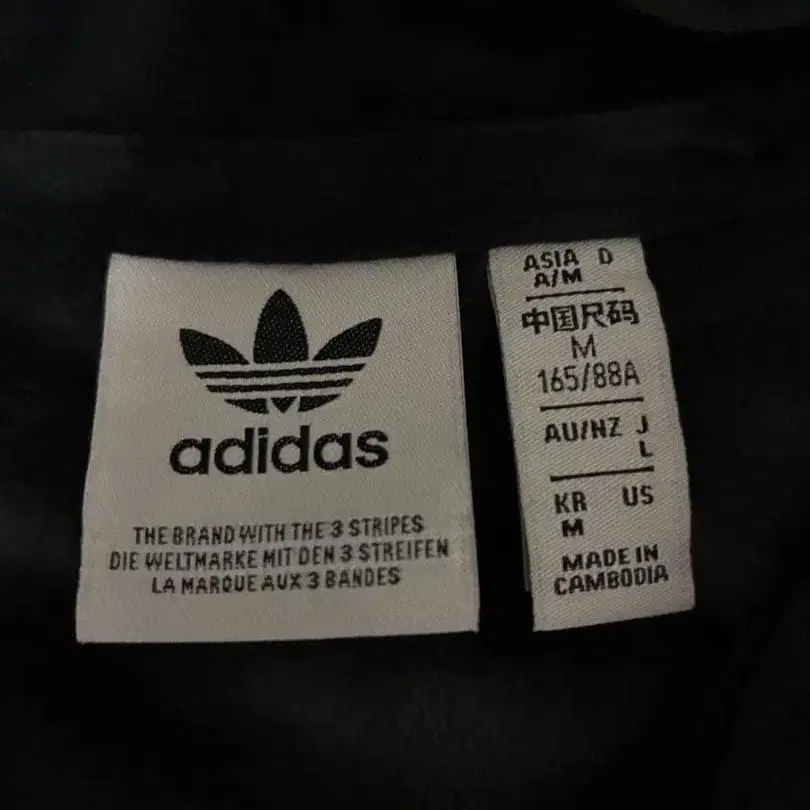 adidas
THE BRAND WITH THE 3 STRIPES
DIE WELTMARKE MIT DEN 3 STREIFEN
LA MARQUE AUX 3 BANDES
ASIA D
A/M
中国尺码
M
165/88A
AU/NZ J
L
KR US
M
MADE IN
CAMBODIA